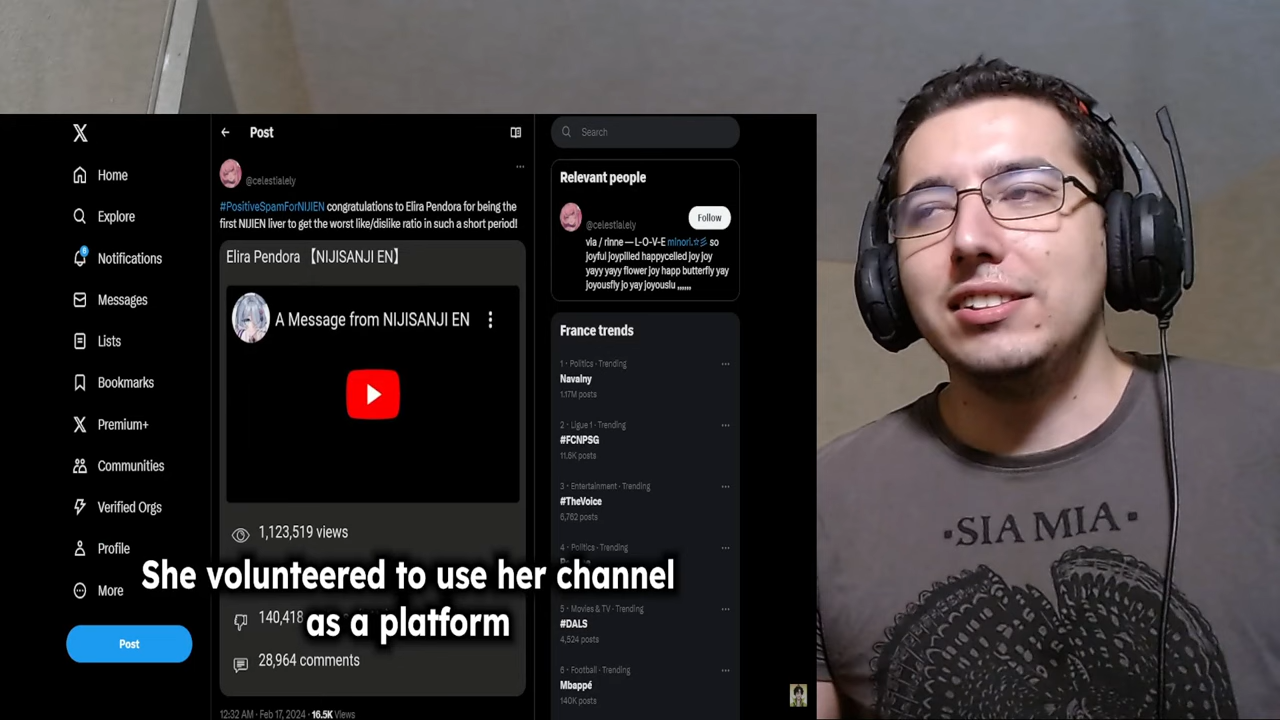 Home
Explore
Notifications
Messages
Lists
Bookmarks
Premium+
Communities
Verified Orgs
Profile
More
Post
Post
@celestialely
#PositiveSpamForNIJIEN congratulations to Elira Pendora for being the
first NIJIEN liver to get the worst like/dislike ratio in such a short period!
Elira Pendora 【NIJISANJI EN】
A Message from NIJISANJI EN
1,123,519 views
140,418
28,964 comments
12:32 AM · Feb 17, 2024 · 16.5K Views
She volunteered to use her channel
as a platform
Search
Relevant people
@celestialely
Follow
via / rinne — L-O-V-E minori.☆彡 so
joyful joypilled happycelled joy joy
yayy yayy flower joy happ butterfly yay
joyousfly jo yay joyouslu ,,,,,,
France trends
1 · Politics · Trending
Navalny
1.17M posts
2 · Ligue 1 · Trending
#FCNPSG
11.6K posts
3 · Entertainment · Trending
#TheVoice
6,762 posts
4 · Politics · Trending
5 · Movies & TV · Trending
#DALS
4,524 posts
6 · Football · Trending
Mbappé
140K posts
·SIA MIA·